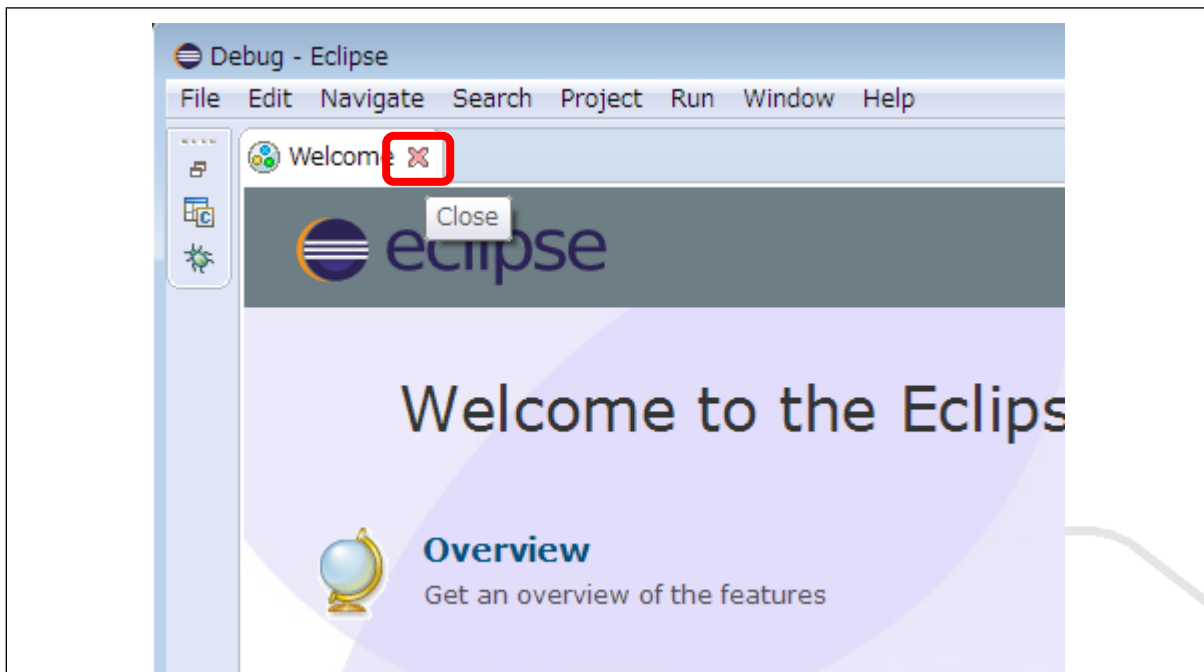 Debug - Eclipse
File Edit Navigate Search Project Run Window Help
Welcome
C
Close
eclipse
Welcome to the Eclips
Overview
Get an overview of the features